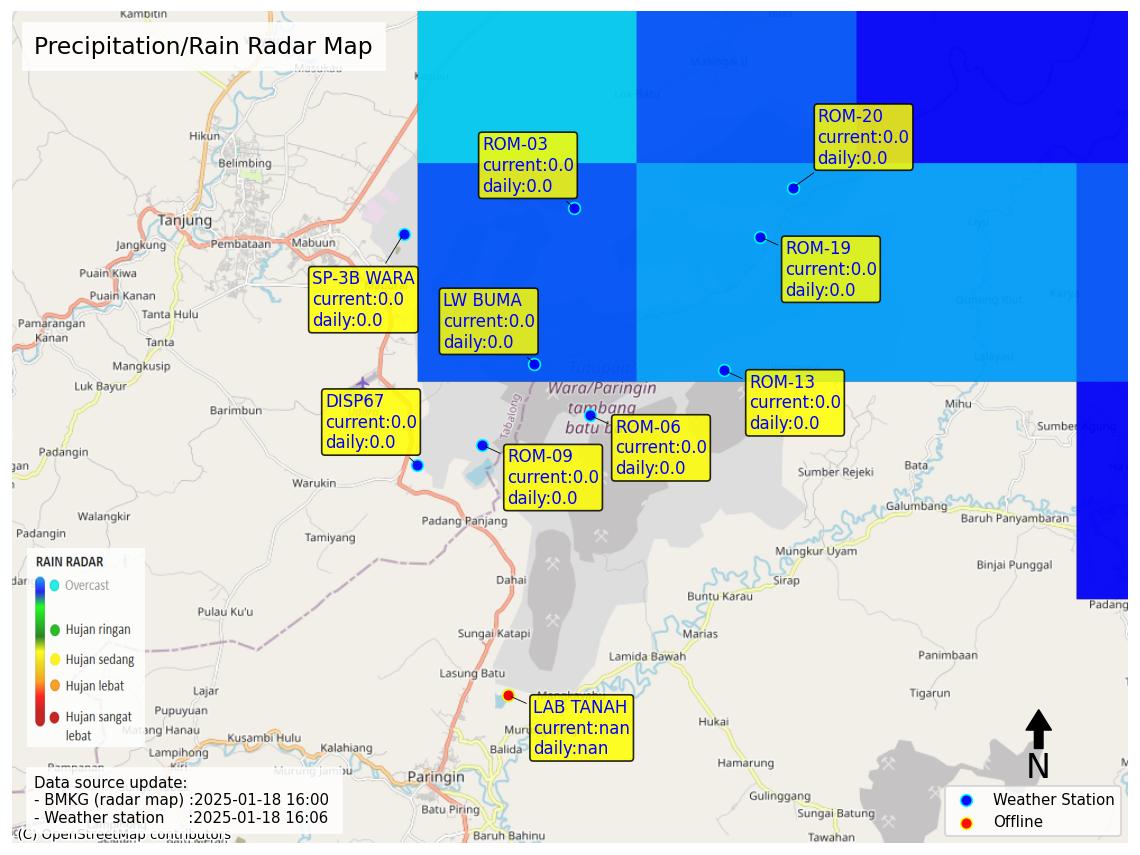 Kambitin
Precipitation/Rain Radar Map
Masukau
Kapuu
Maningkul
Loa-Batu
Hikun
Belimbing
ROM-03
current:0.0
daily:0.0
ROM-20
current:0.0
daily:0.0
Tanjung
Jangkung
Pembataan
Mabuun
Puain Kiwa
Puain Kanan
Tanta Hulu
Pamarangan
Kanan
Tanta
Mangkusip
Luk Bayur
SP-3B WARA
current:0.0
daily:0.0
LW BUMA
current:0.0
daily:0.0
ROM-19
current:0.0
daily:0.0
Liyu
Gunung Riut
Lajayau
Tutupan
Wara/Paringin
tambang
batu b
Tabalong
ROM-13
current:0.0
daily:0.0
Mihu
DISP67
current:0.0
daily:0.0
ROM-06
current:0.0
daily:0.0
ROM-09
current:0.0
daily:0.0
Barimbun
Padangin
Warukin
Walangkir
Padangin
Tamiyang
Padang Panjang
Sumber Rejeki
Bata
Galumbang
Baruh Panyambaran
Mungkur Uyam
Binjai Punggal
Sirap
Buntu Karau
Padang
Dahai
Pulau Ku'u
Sungai Katapi
Marias
Lamida Bawah
Panimbaan
Lasung Batu
Tigarun
Lajar
Pupuyuan
Matang Hanau
Kusambi Hulu
Lampihong
Kiri
Kalahiang
Murung Jambu
Pampanan
RAIN RADAR
Overcast
Hujan ringan
Hujan sedang
Hujan lebat
Hujan sangat
lebat
LAB TANAH
current:nan
daily:nan
Balida
Hukai
Hamarung
Paringin
Batu Piring
Baruh Bahinu
Gulinggang
Sungai Batung
Tawahan
N
Data source update:
- BMKG (radar map) :2025-01-18 16:00
- Weather station :2025-01-18 16:06
(C) OpenStreetMap contributors
Weather Station
Offline